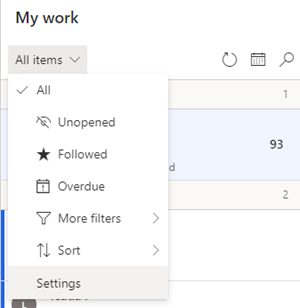 My work
All items
All
1
Unopened
Followed
93
d
Overdue
2
More filters
Sort
Settings